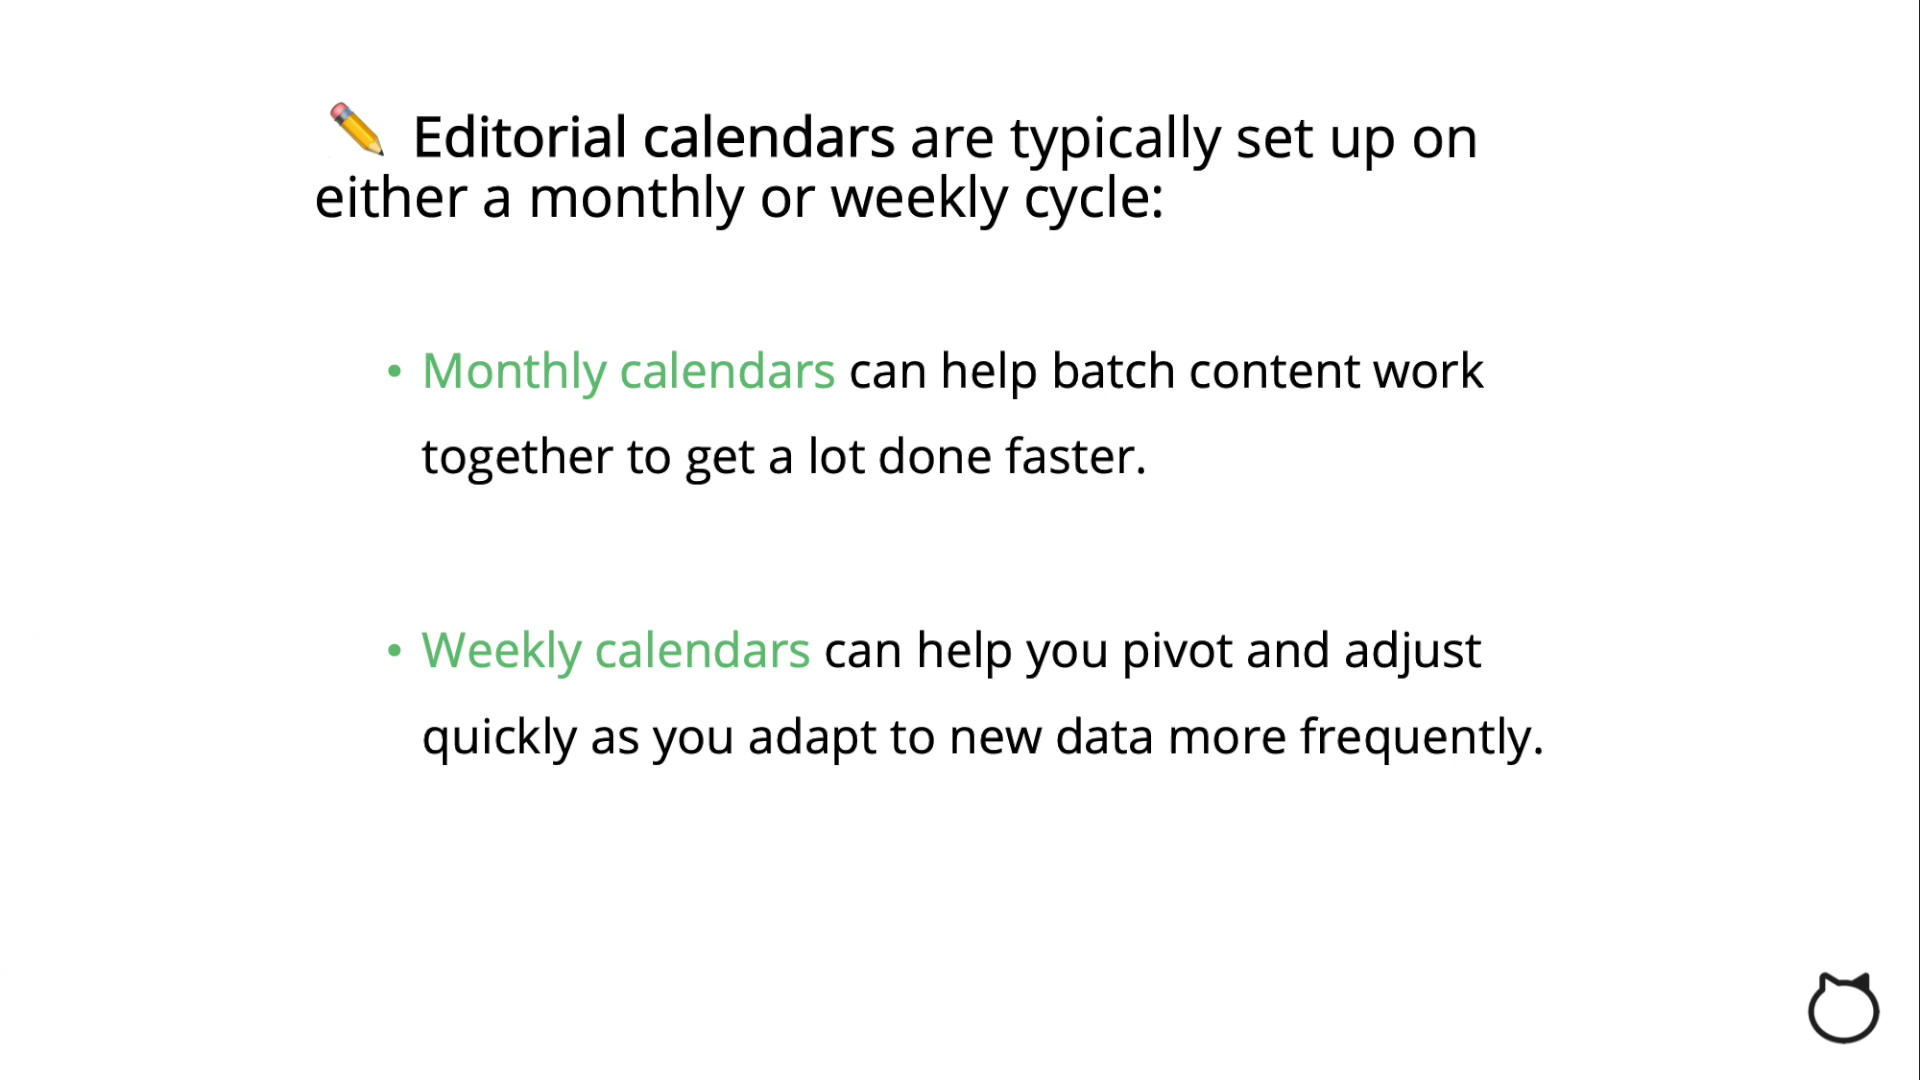 ✏️ Editorial calendars are typically set up on
either a monthly or weekly cycle:
• Monthly calendars can help batch content work
together to get a lot done faster.
• Weekly calendars can help you pivot and adjust
quickly as you adapt to new data more frequently.